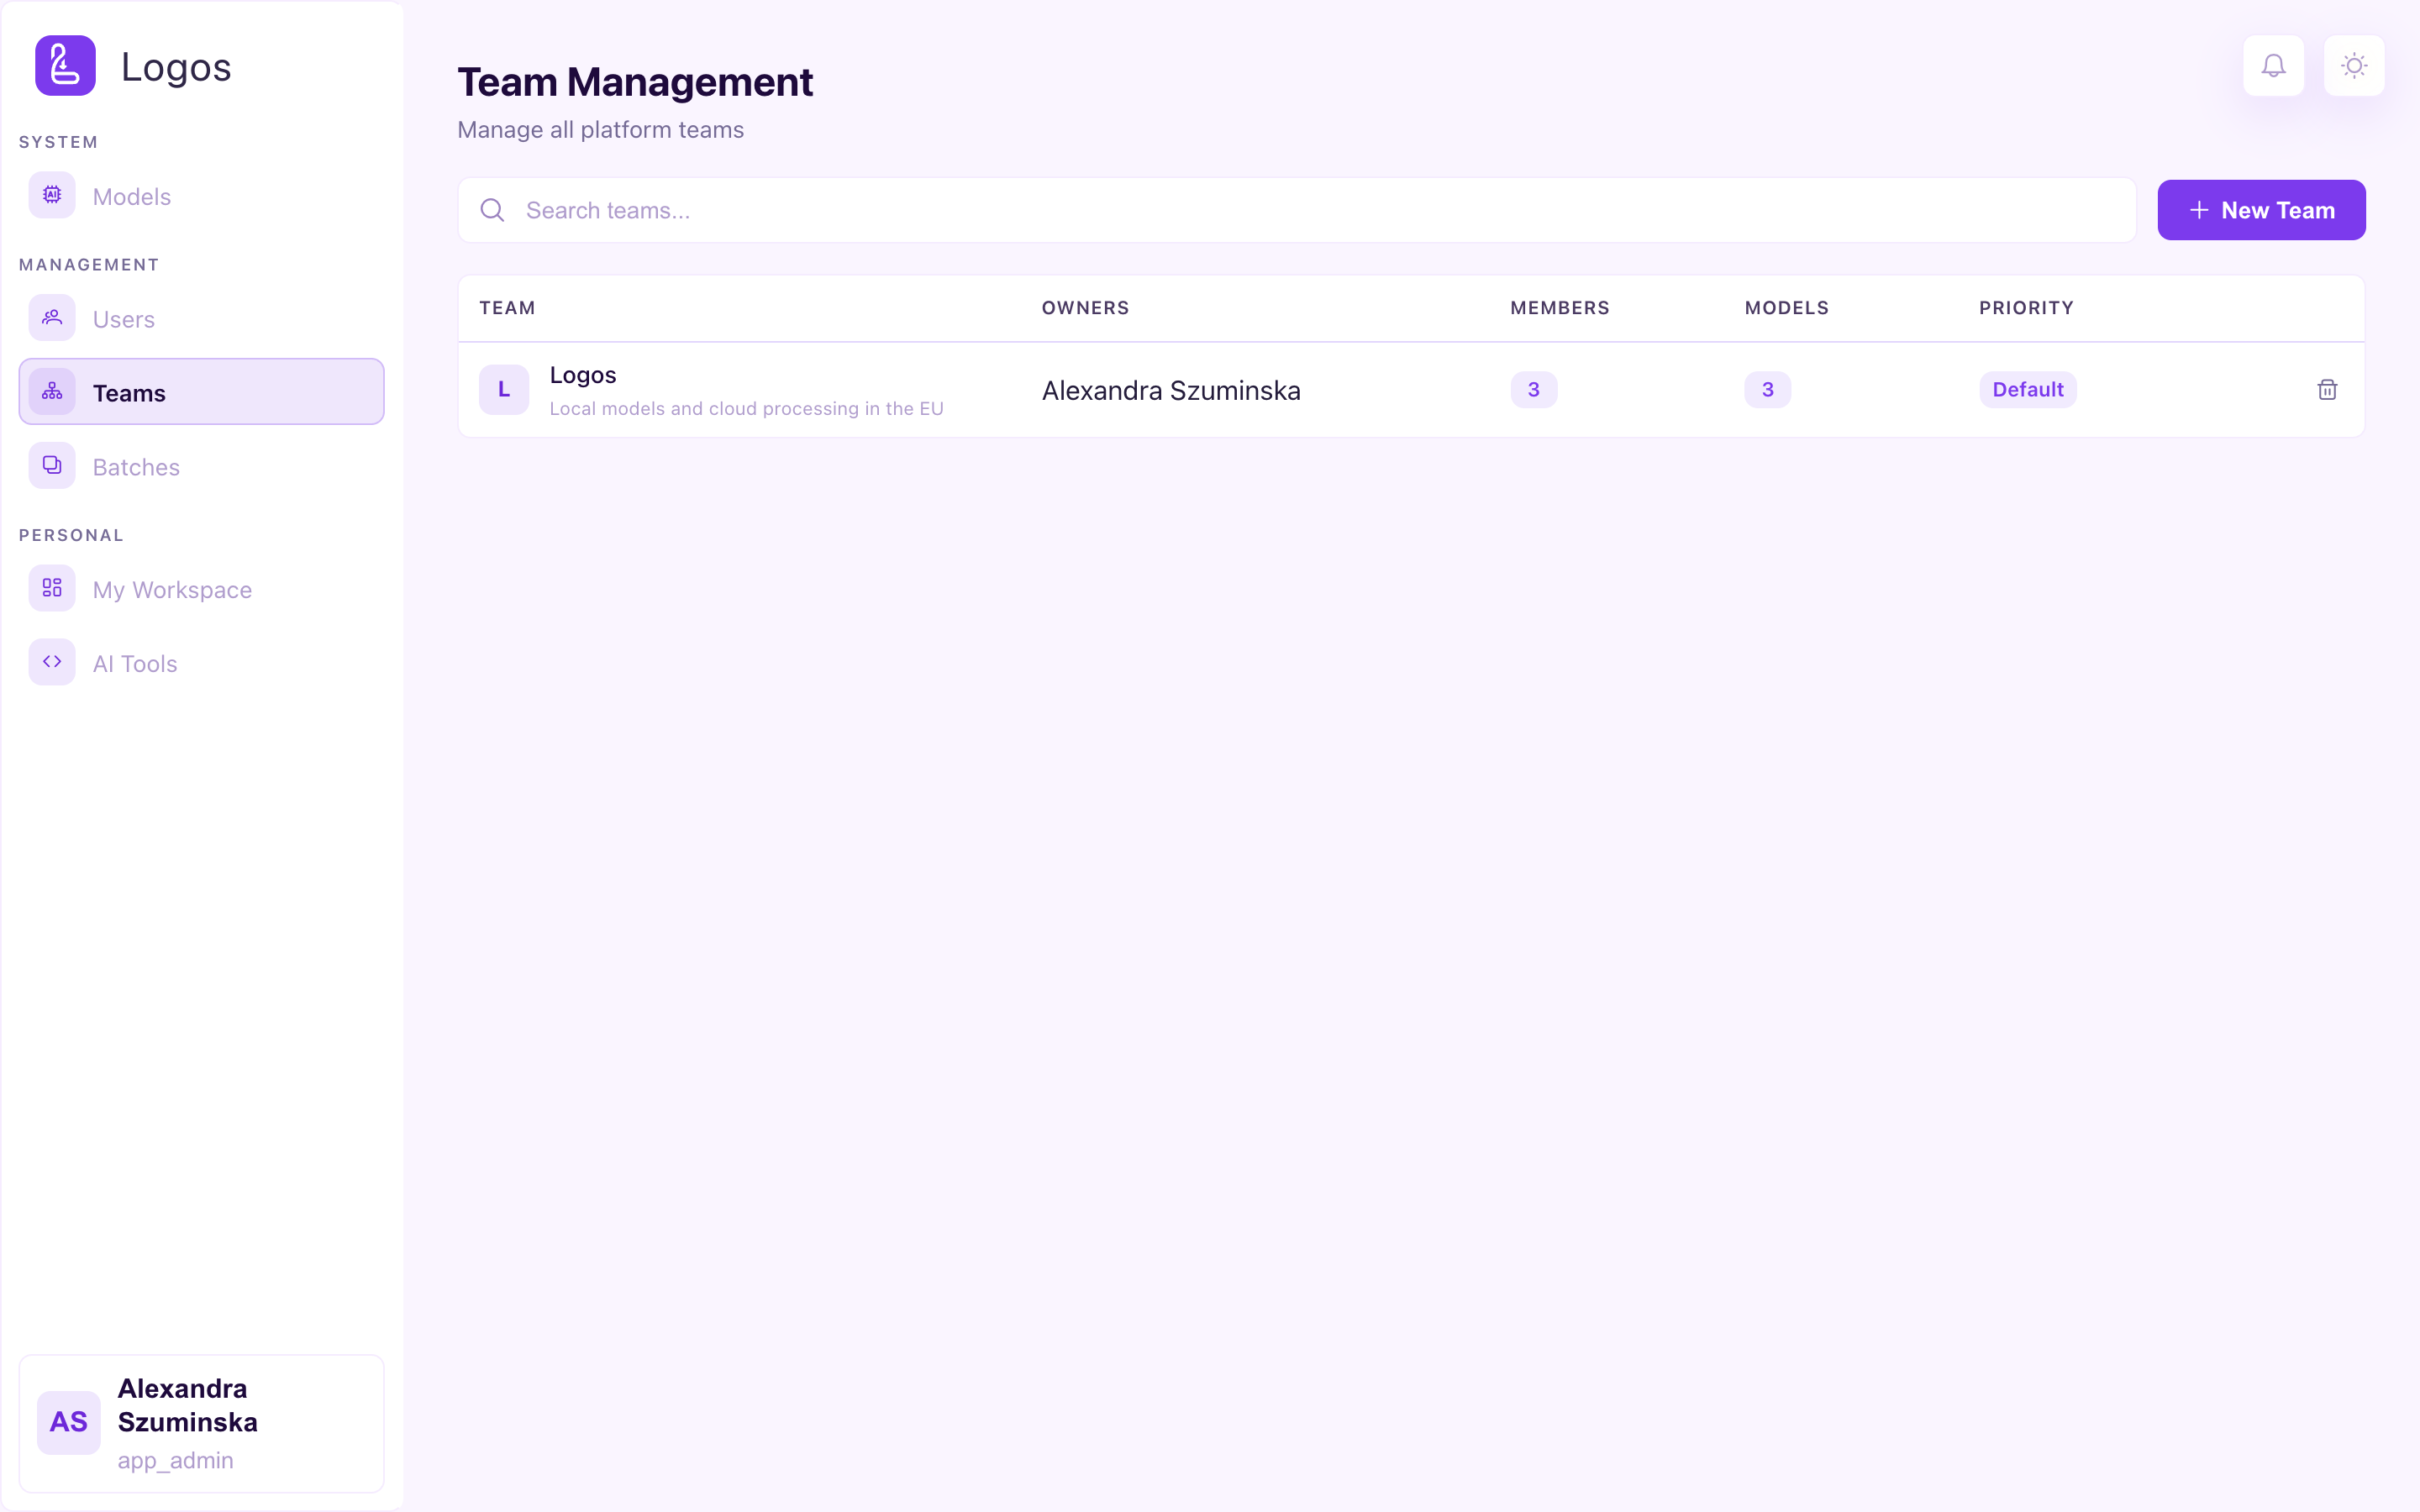 Logos
SYSTEM
Models
MANAGEMENT
Users
Teams
Batches
PERSONAL
My Workspace
AI Tools
AS
Alexandra
Szuminska
app_admin
Team Management
Manage all platform teams
Search teams...
New Team
TEAM OWNERS MEMBERS MODELS PRIORITY
L Logos Alexandra Szuminska 3 3 Default
Local models and cloud processing in the EU